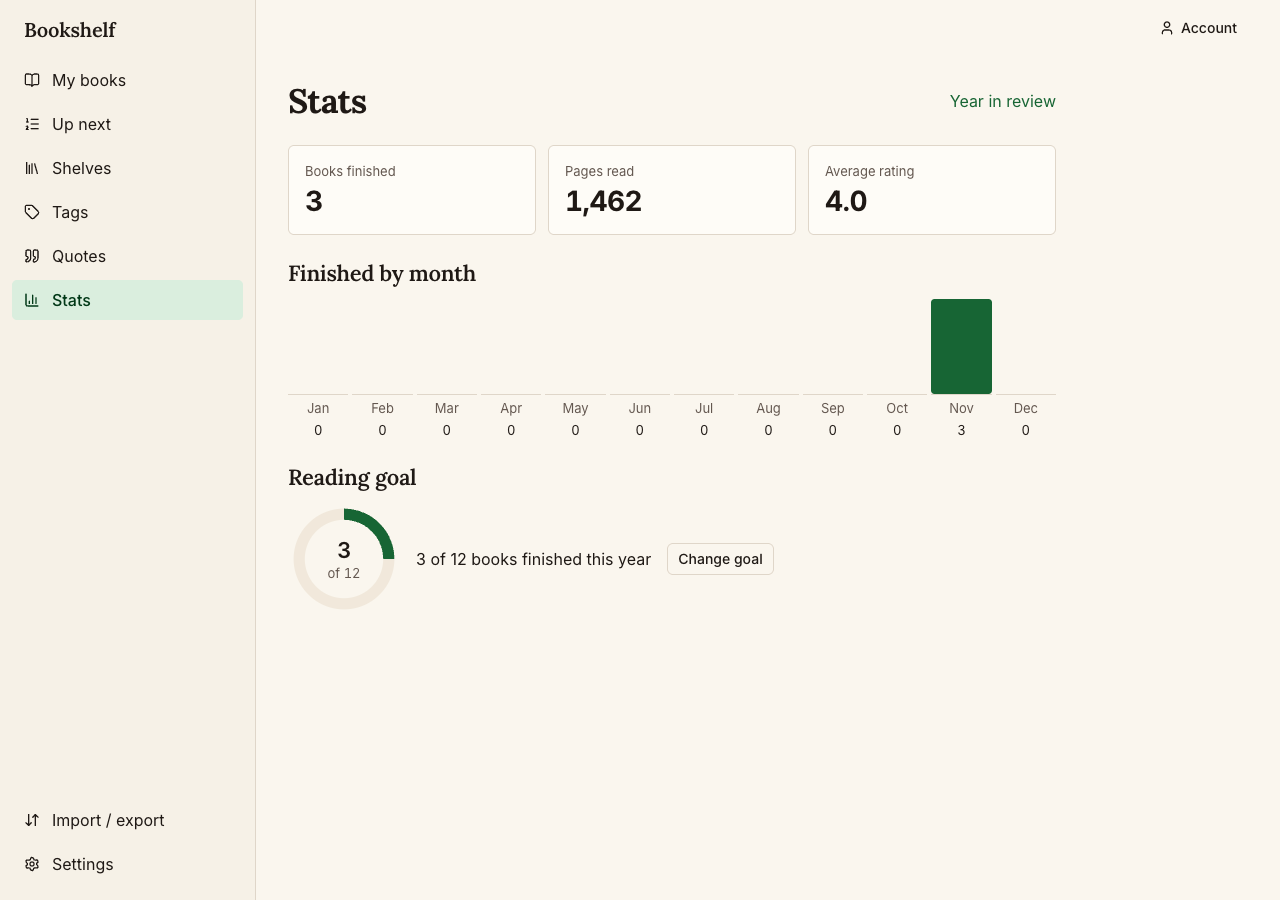 Bookshelf
My books
Up next
Shelves
Tags
Quotes
Stats
Import / export
Settings
Account
Stats
Year in review
Books finished
3
Pages read
1,462
Average rating
4.0
Finished by month
Jan Feb Mar Apr May Jun Jul Aug Sep Oct Nov Dec
0 0 0 0 0 0 0 0 0 0 3 0
Reading goal
3
of 12
3 of 12 books finished this year
Change goal